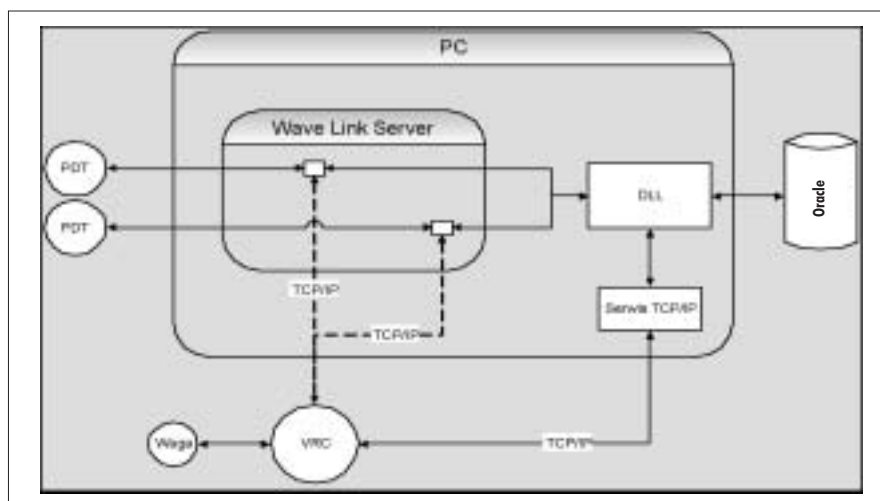 PC
Wave Link Server
PDT
PDT
DLL
Oracle
TCP/IP
Serwis TCP/IP
TCP/IP
Waga
VRC
TCP/IP